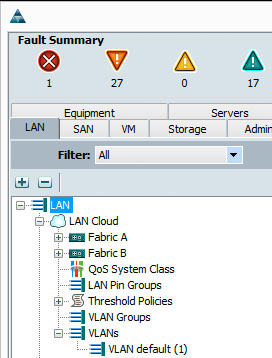 Fault Summary
1 27 0 17
Equipment Servers
LAN SAN VM Storage Admin
Filter: All
LAN
LAN Cloud
Fabric A
Fabric B
QoS System Class
LAN Pin Groups
Threshold Policies
VLAN Groups
VLANs
VLAN default (1)